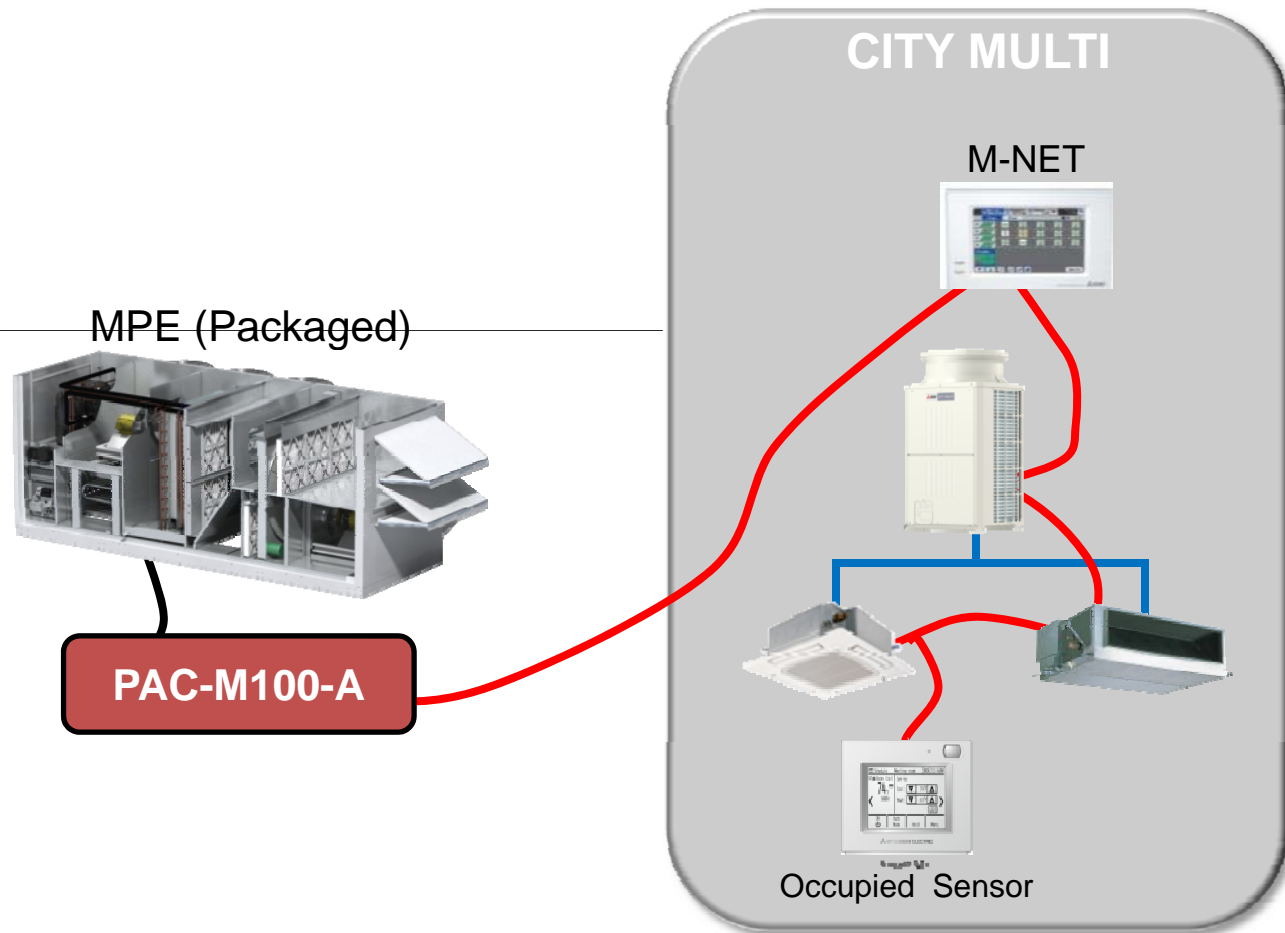 CITY MULTI
M-NET
MPE (Packaged)
PAC-M100-A
Occupied Sensor